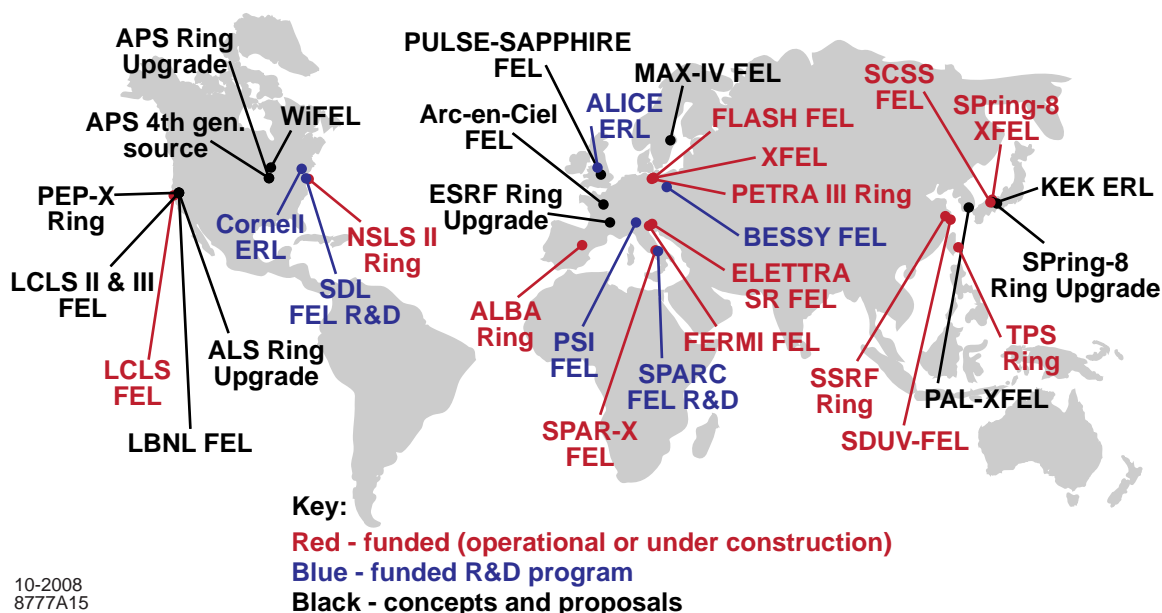 APS Ring
Upgrade
PULSE-SAPPHIRE
FEL
MAX-IV FEL
SCSS
FEL
ALICE
ERL
SPring-8
XFEL
WiFEL
Arc-en-Ciel
FEL
FLASH FEL
APS 4th gen.
source
XFEL
PEP-X
Ring
ESRF Ring
Upgrade
PETRA III Ring
KEK ERL
Cornell
ERL
NSLS II
Ring
BESSY FEL
LCLS II & III
FEL
SDL
FEL R&D
ELETTRA
SR FEL
SPring-8
Ring Upgrade
ALBA
Ring
PSI
FEL
FERMI FEL
TPS
Ring
ALS Ring
Upgrade
LCLS
FEL
SPARC
FEL R&D
SSRF
Ring
PAL-XFEL
LBNL FEL
SPAR-X
FEL
SDUV-FEL
Key:
Red - funded (operational or under construction)
Blue - funded R&D program
Black - concepts and proposals
10-2008
8777A15